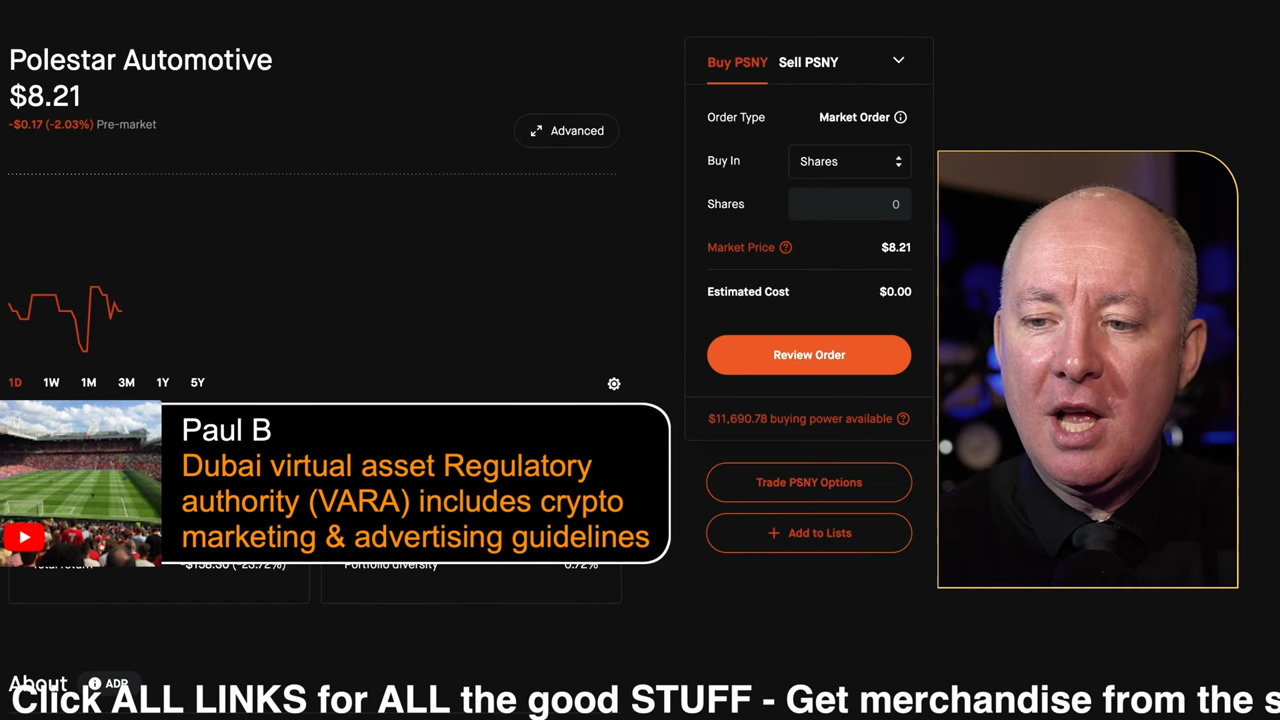 Polestar Automotive
$8.21
-$0.17 (-2.03%) Pre-market
Advanced
1D 1W 1M 3M 1Y 5Y
Buy PSNY Sell PSNY
Order Type Market Order
Buy In Shares
Shares 0
Market Price $8.21
Estimated Cost $0.00
Review Order
$11,690.78 buying power available
Trade PSNY Options
+ Add to Lists
Paul B
Dubai virtual asset Regulatory
authority (VARA) includes crypto
marketing & advertising guidelines
Total return Portfolio diversity 0.72%
About ADR
Click ALL LINKS for ALL the good STUFF - Get merchandise from the s